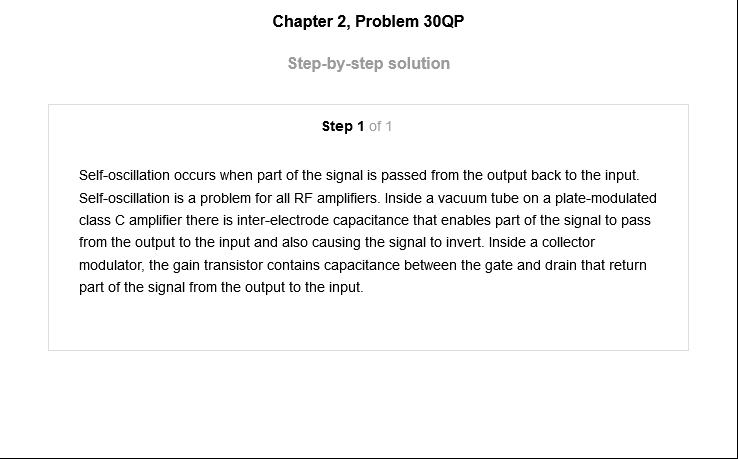 Chapter 2, Problem 30QP
Step-by-step solution
Step 1 of 1
Self-oscillation occurs when part of the signal is passed from the output back to the input.
Self-oscillation is a problem for all RF amplifiers. Inside a vacuum tube on a plate-modulated
class C amplifier there is inter-electrode capacitance that enables part of the signal to pass
from the output to the input and also causing the signal to invert. Inside a collector
modulator, the gain transistor contains capacitance between the gate and drain that return
part of the signal from the output to the input.